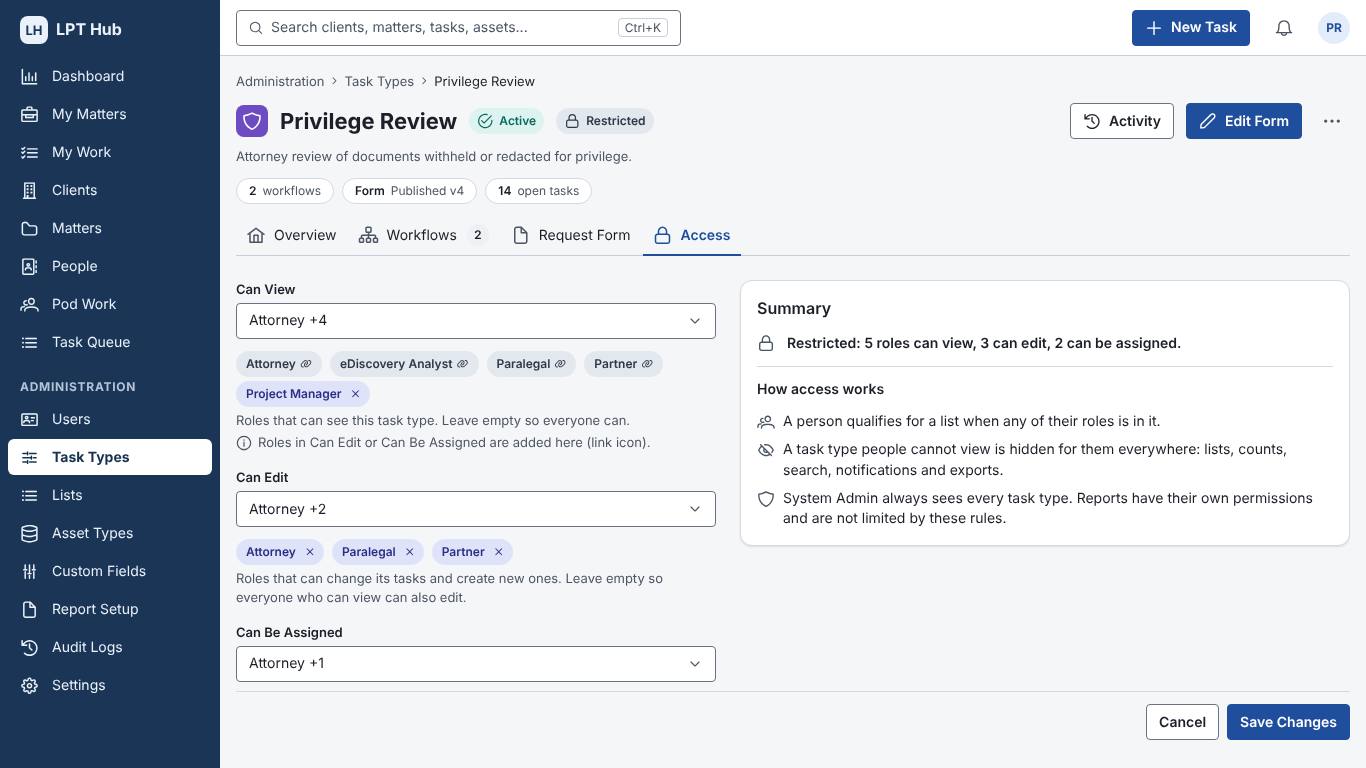 LH LPT Hub
Search clients, matters, tasks, assets... Ctrl+K
New Task
PR
Dashboard
My Matters
My Work
Clients
Matters
People
Pod Work
Task Queue
ADMINISTRATION
Users
Task Types
Lists
Asset Types
Custom Fields
Report Setup
Audit Logs
Settings
Administration > Task Types > Privilege Review
Privilege Review Active Restricted
Activity Edit Form
Attorney review of documents withheld or redacted for privilege.
2 workflows Form Published v4 14 open tasks
Overview Workflows 2 Request Form Access
Can View
Attorney +4
Attorney eDiscovery Analyst Paralegal Partner
Project Manager ×
Roles that can see this task type. Leave empty so everyone can.
Roles in Can Edit or Can Be Assigned are added here (link icon).
Can Edit
Attorney +2
Attorney × Paralegal × Partner ×
Roles that can change its tasks and create new ones. Leave empty so
everyone who can view can also edit.
Can Be Assigned
Attorney +1
Summary
Restricted: 5 roles can view, 3 can edit, 2 can be assigned.
How access works
A person qualifies for a list when any of their roles is in it.
A task type people cannot view is hidden for them everywhere: lists, counts,
search, notifications and exports.
System Admin always sees every task type. Reports have their own permissions
and are not limited by these rules.
Cancel Save Changes